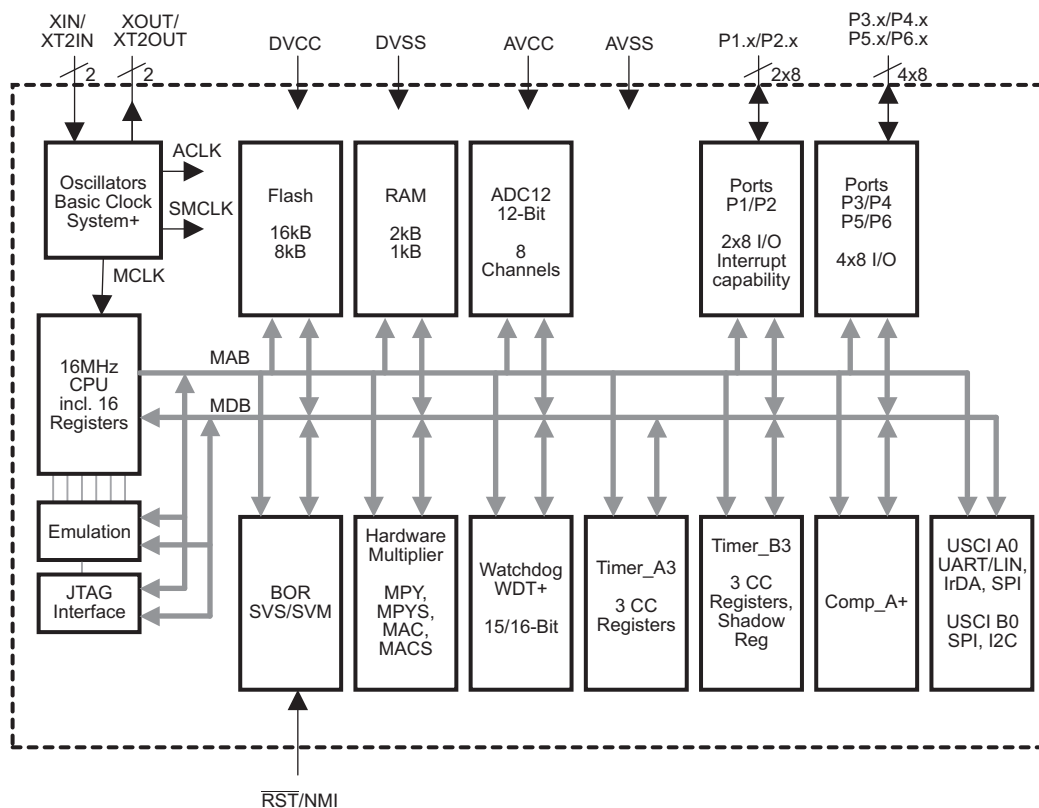 XIN/
XT2IN
XOUT/
XT2OUT
DVCC
DVSS
AVCC
AVSS
P1.x/P2.x
P3.x/P4.x
P5.x/P6.x
2
2
2x8
4x8
Oscillators
Basic Clock
System+
ACLK
SMCLK
MCLK
Flash
16kB
8kB
RAM
2kB
1kB
ADC12
12-Bit
8
Channels
Ports
P1/P2
2x8 I/O
Interrupt
capability
Ports
P3/P4
P5/P6
4x8 I/O
16MHz
CPU
incl. 16
Registers
MAB
MDB
Emulation
JTAG
Interface
BOR
SVS/SVM
Hardware
Multiplier
MPY,
MPYS,
MAC,
MACS
Watchdog
WDT+
15/16-Bit
Timer_A3
3 CC
Registers
Timer_B3
3 CC
Registers,
Shadow
Reg
Comp_A+
USCI A0
UART/LIN,
IrDA, SPI
USCI B0
SPI, I2C
RST/NMI